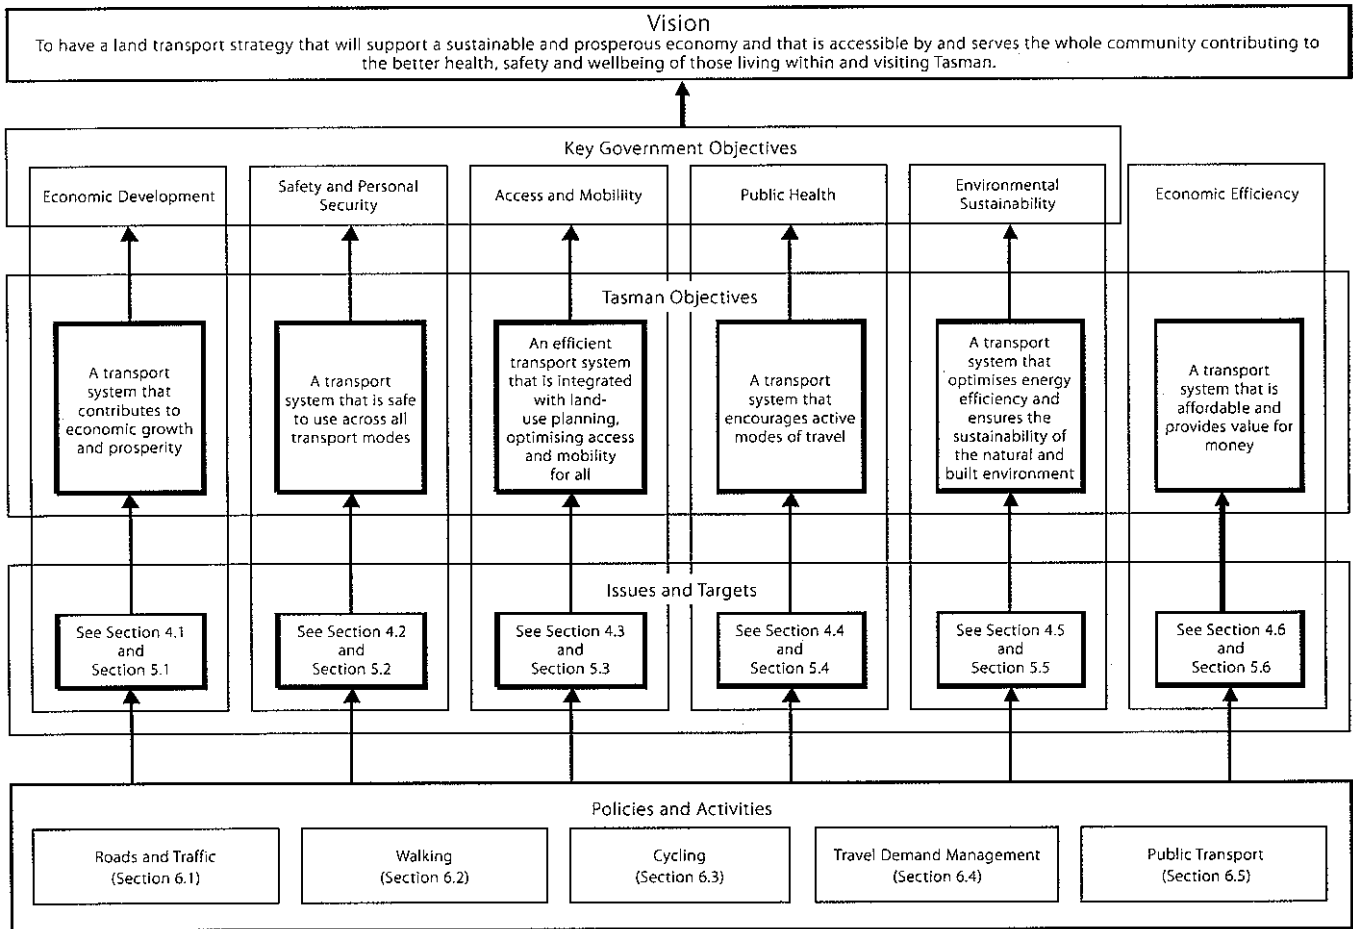 Vision
To have a land transport strategy that will support a sustainable and prosperous economy and that is accessible by and serves the whole community contributing to
the better health, safety and wellbeing of those living within and visiting Tasman.
Key Government Objectives
Economic Development
Safety and Personal
Security
Access and Mobility
Public Health
Environmental
Sustainability
Economic Efficiency
Tasman Objectives
A transport
system that
contributes to
economic growth
and prosperity
A transport
system that is safe
to use across all
transport modes
An efficient
transport system
that is integrated
with land-
use planning,
optimising access
and mobility
for all
A transport
system that
encourages active
modes of travel
A transport
system that
optimises energy
efficiency and
ensures the
sustainability of
the natural and
built environment
A transport
system that is
affordable and
provides value for
money
Issues and Targets
See Section 4.1
and
Section 5.1
See Section 4.2
and
Section 5.2
See Section 4.3
and
Section 5.3
See Section 4.4
and
Section 5.4
See Section 4.5
and
Section 5.5
See Section 4.6
and
Section 5.6
Policies and Activities
Roads and Traffic
(Section 6.1)
Walking
(Section 6.2)
Cycling
(Section 6.3)
Travel Demand Management
(Section 6.4)
Public Transport
(Section 6.5)